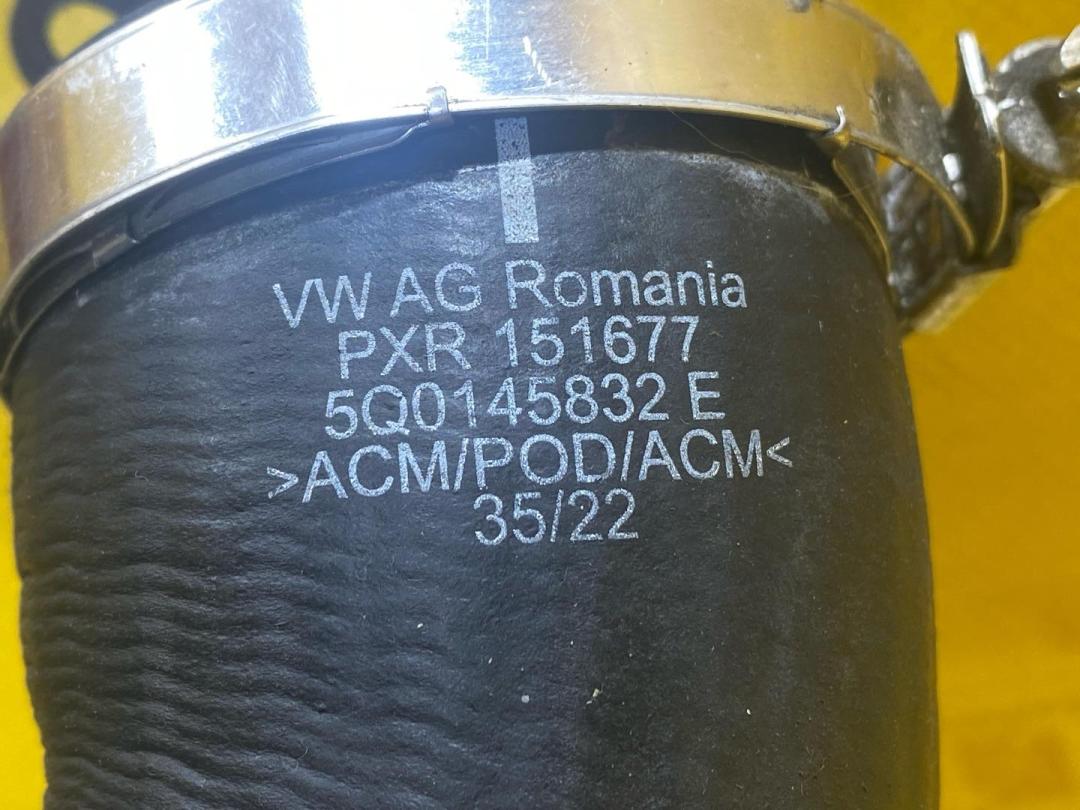 VW AG Romania
PXR 151677
5Q0145832 E
>ACM/POD/ACM<
35/22